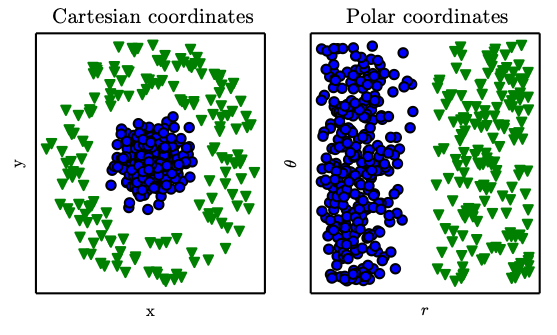 Cartesian coordinates
Polar coordinates
y
x
θ
r